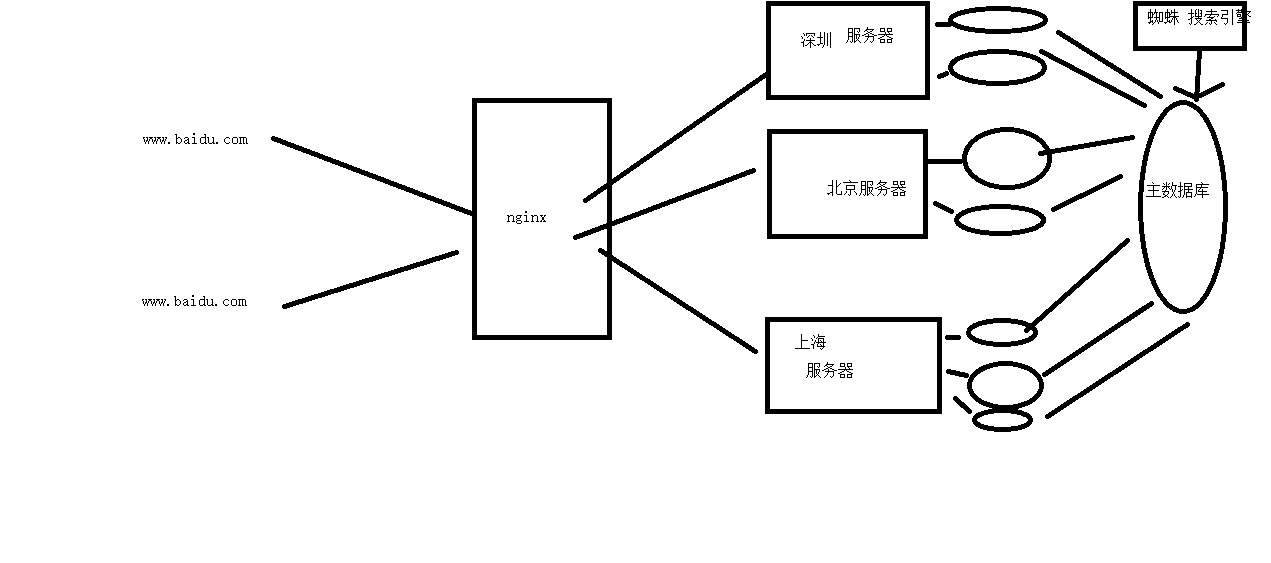 www.baidu.com
www.baidu.com
nginx
深圳 服务器
北京服务器
上海
服务器
蜘蛛 搜索引擎
主数据库